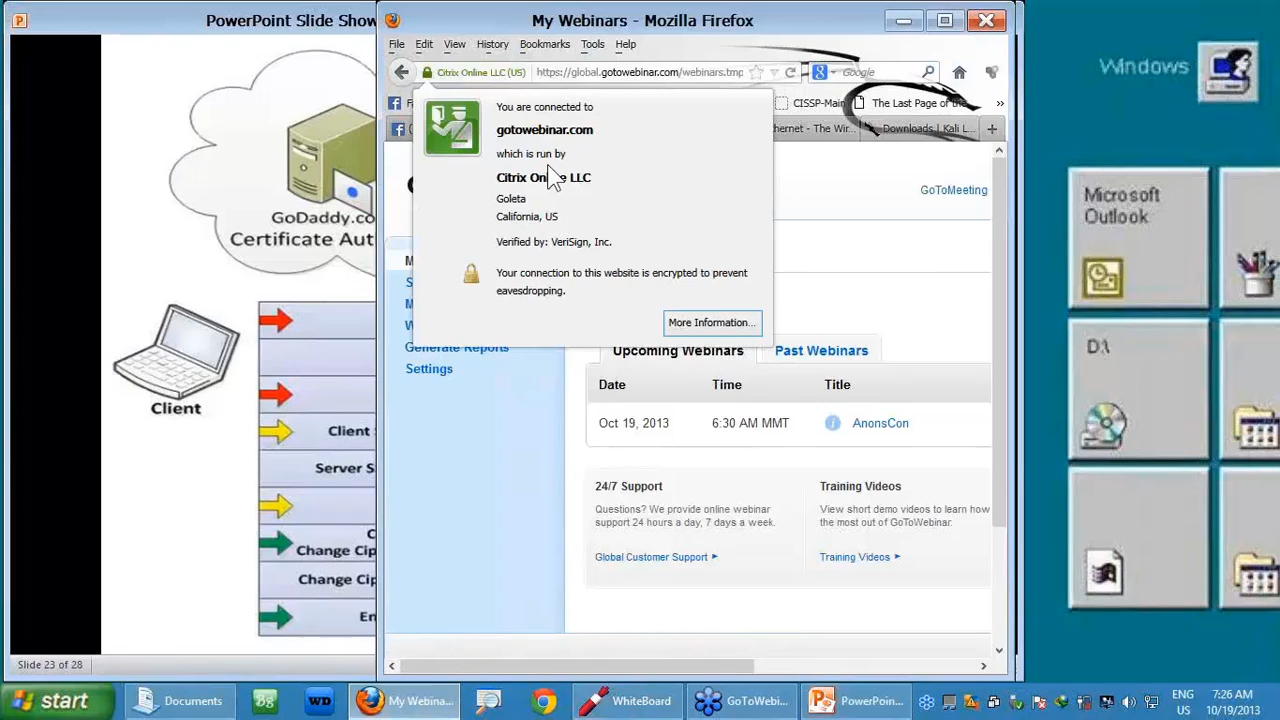 PowerPoint Slide Show
GoDaddy.co
Certificate Aut
Client
Client
Server S
C
Change Cip
Change Cip
En
Slide 23 of 28
My Webinars - Mozilla Firefox
File Edit View History Bookmarks Tools Help
Citrix Online LLC (US) https://global.gotowebinar.com/webinars.tmp Google
CISSP-Main The Last Page of the »
ethernet - The Wir... Downloads | Kali L...
You are connected to
gotowebinar.com
which is run by
Citrix Online LLC
Goleta
California, US
Verified by: VeriSign, Inc.
Your connection to this website is encrypted to prevent
eavesdropping.
More Information...
GoToMeeting
Generate Reports
Settings
Upcoming Webinars Past Webinars
Date Time Title
Oct 19, 2013 6:30 AM MMT AnonsCon
24/7 Support
Questions? We provide online webinar
support 24 hours a day, 7 days a week.
Global Customer Support
Training Videos
View short demo videos to learn how
the most out of GoToWebinar.
Training Videos
Windows
Microsoft
Outlook
D:\
start Documents Bg WD My Webina... WhiteBoard GoToWebi... PowerPoin...
ENG
US
7:26 AM
10/19/2013